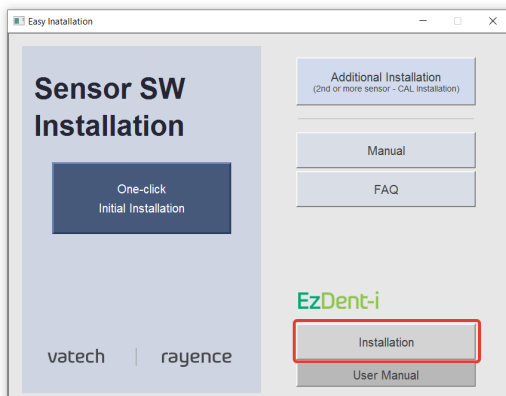 Easy Inatallation
Sensor SW
Installation
One-click
Initial Installation
vatech | rayence
Additional Installation
(2nd or more sensor - CAL Installation)
Manual
FAQ
EzDent-i
Installation
User Manual